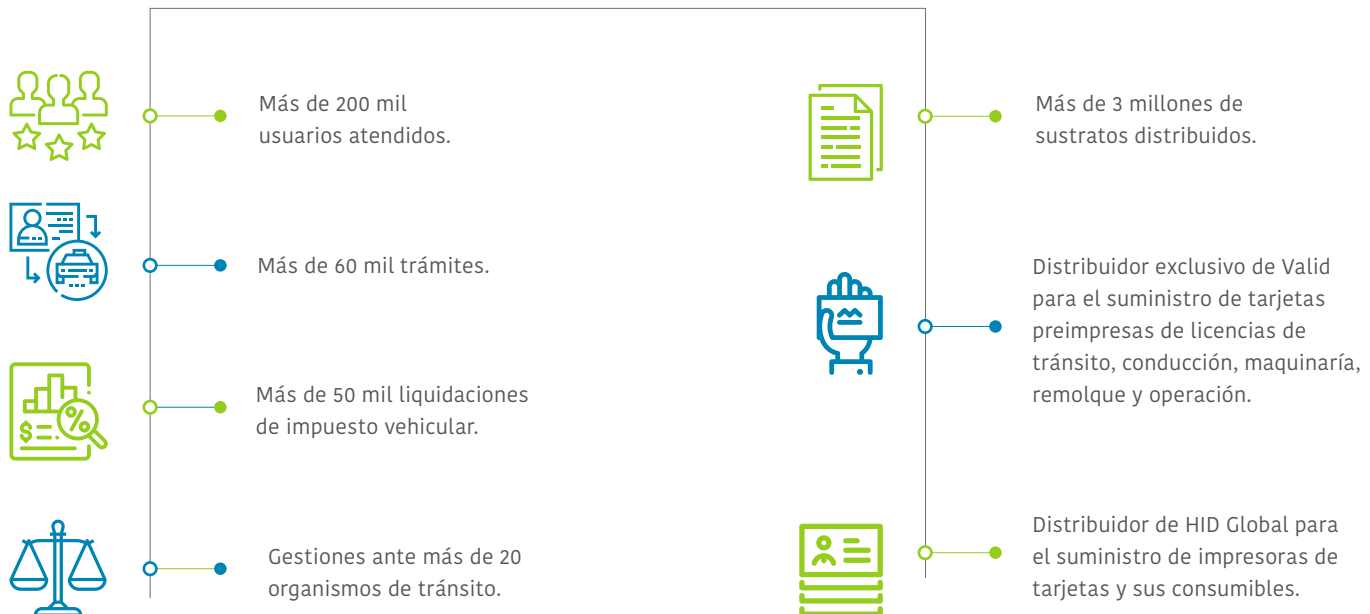 Más de 200 mil
usuarios atendidos.
Más de 60 mil trámites.
Más de 50 mil liquidaciones
de impuesto vehicular.
Gestiones ante más de 20
organismos de tránsito.
Más de 3 millones de
sustratos distribuidos.
Distribuidor exclusivo de Valid
para el suministro de tarjetas
preimpresas de licencias de
tránsito, conducción, maquinaría,
remolque y operación.
Distribuidor de HID Global para
el suministro de impresoras de
tarjetas y sus consumibles.